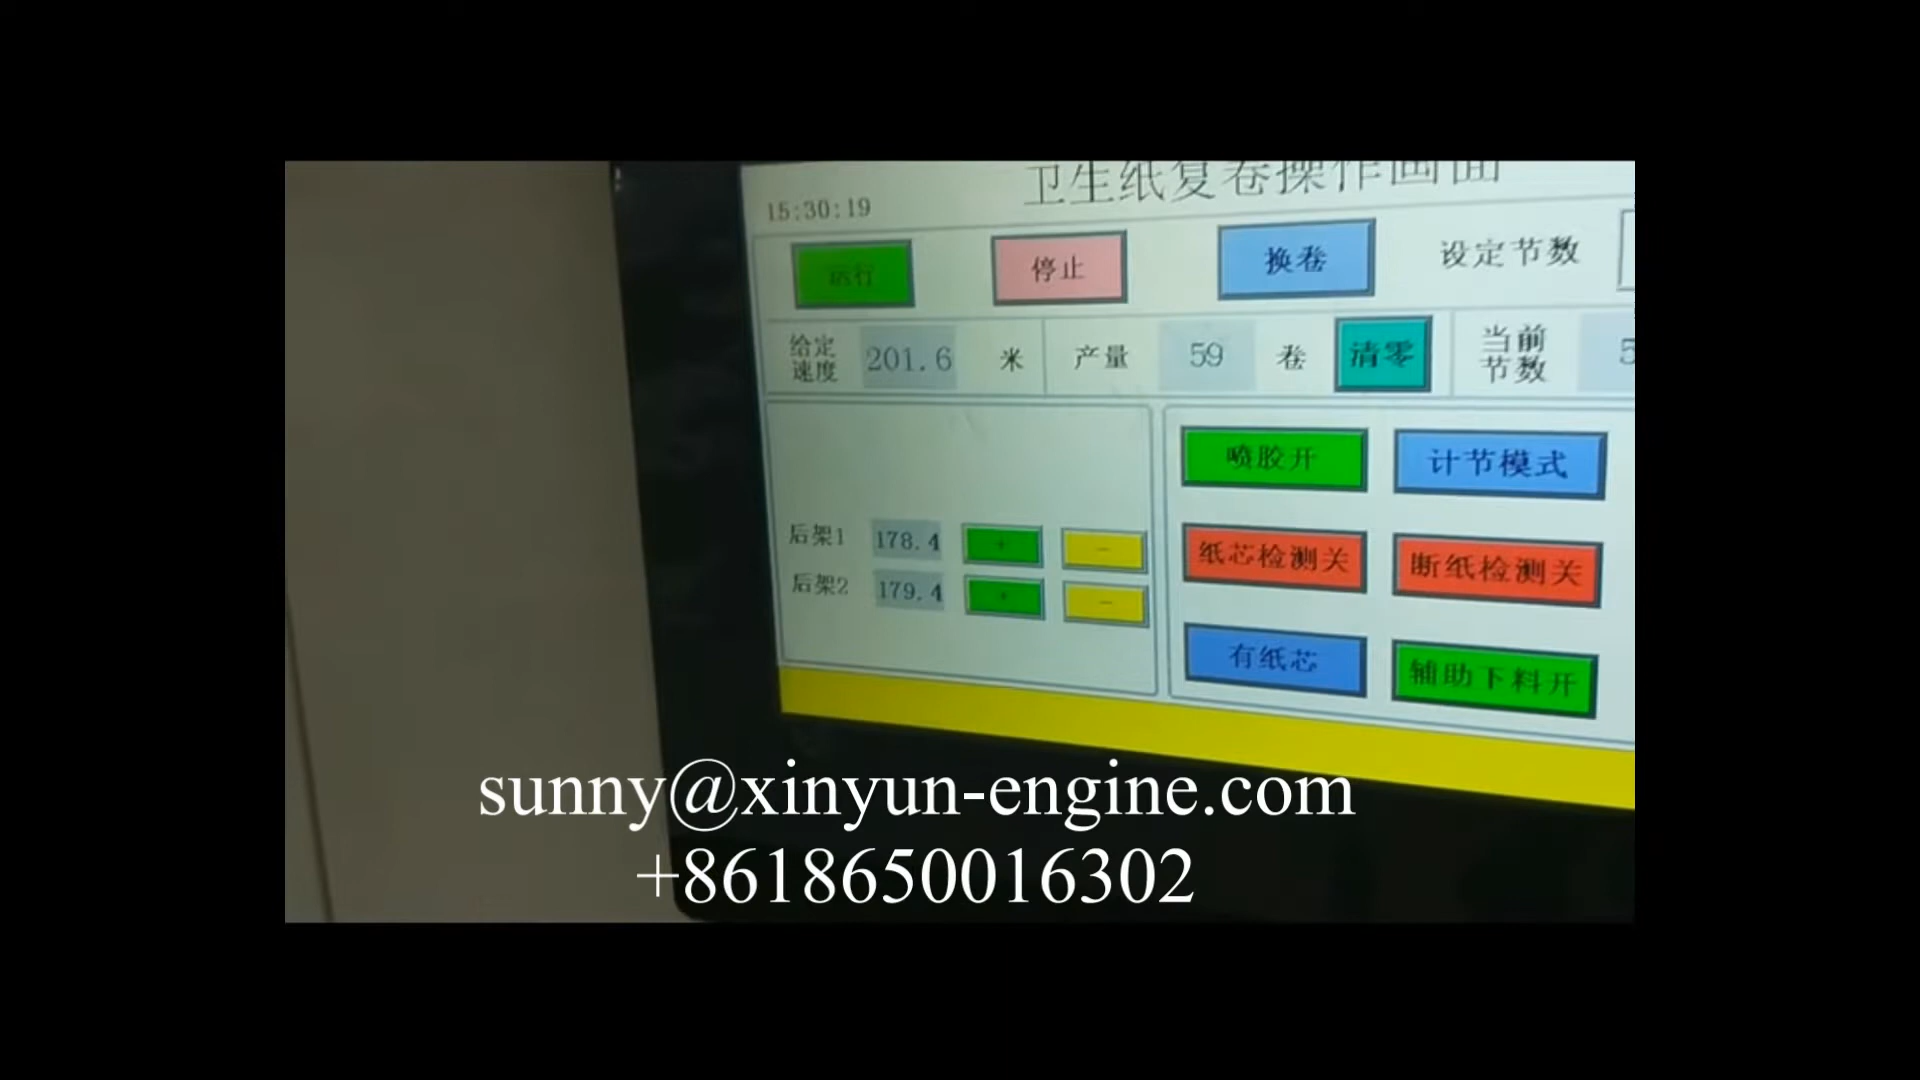 卫生纸复卷操作画面
15:30:19
运行 停止 换卷 设定节数
给定速度 201.6 米 产量 59 卷 清零 当前节数 5
喷胶开 计节模式
后架1 178.4 + - 纸芯检测关 断纸检测关
后架2 179.4 + -
有纸芯 辅助下料开
sunny@xinyun-engine.com
+8618650016302